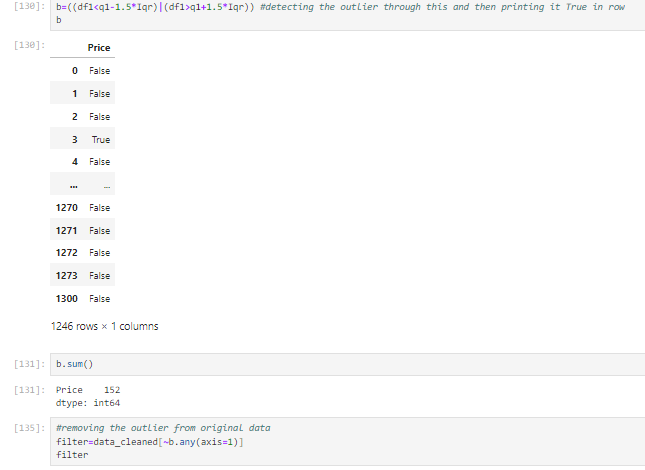 [130]: b=((df1<q1-1.5*Iqr)|(df1>q1+1.5*Iqr)) #detecting the outlier through this and then printing it True in row
b
[130]:
Price
0 False
1 False
2 False
3 True
4 False
... ...
1270 False
1271 False
1272 False
1273 False
1300 False
1246 rows × 1 columns
[131]: b.sum()
[131]: Price 152
dtype: int64
[135]: #removing the outlier from original data
filter=data_cleaned[~b.any(axis=1)]
filter